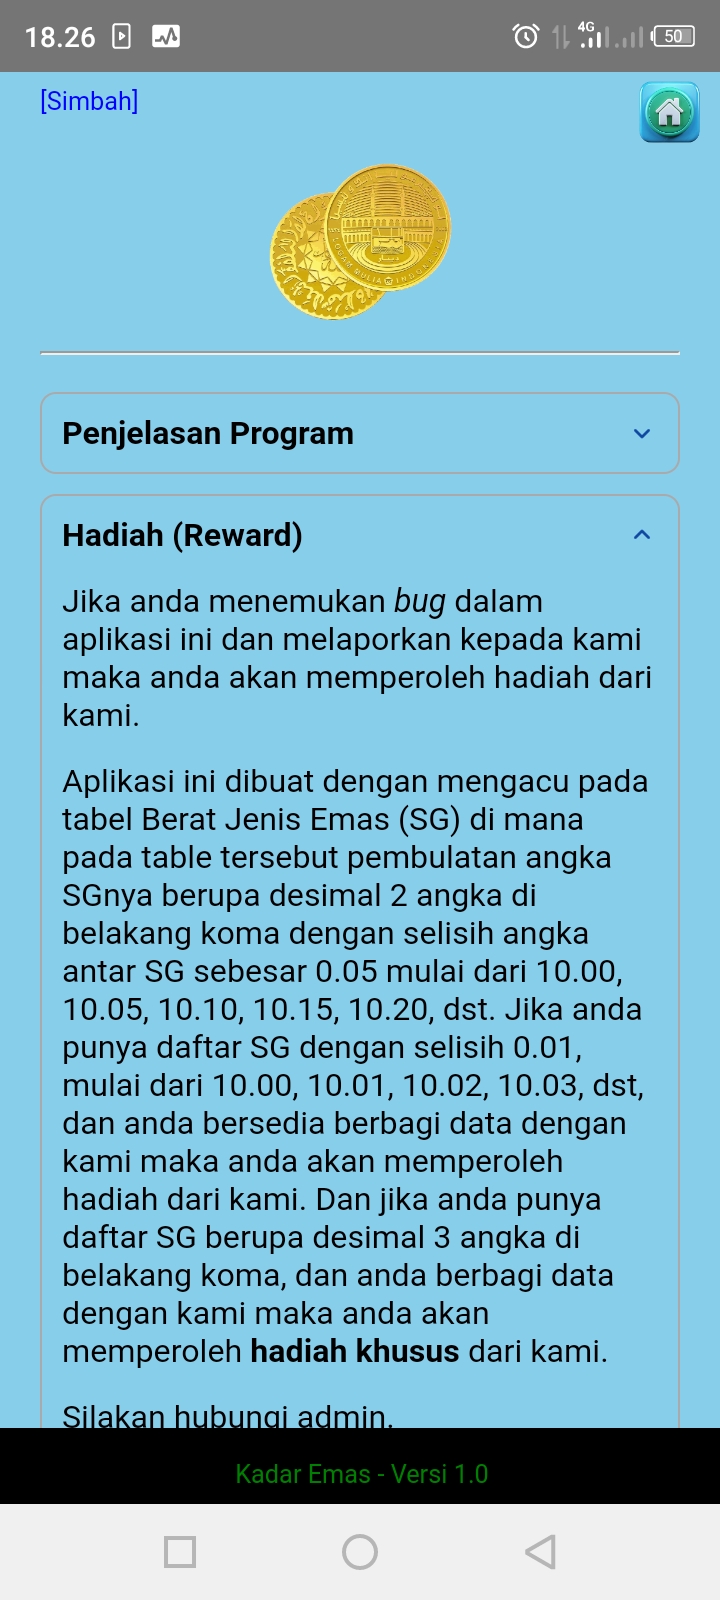 18.26
4G
50
[Simbah]
LOGAM MULIA INDONESIA
Penjelasan Program
Hadiah (Reward)
Jika anda menemukan bug dalam
aplikasi ini dan melaporkan kepada kami
maka anda akan memperoleh hadiah dari
kami.
Aplikasi ini dibuat dengan mengacu pada
tabel Berat Jenis Emas (SG) di mana
pada table tersebut pembulatan angka
SGnya berupa desimal 2 angka di
belakang koma dengan selisih angka
antar SG sebesar 0.05 mulai dari 10.00,
10.05, 10.10, 10.15, 10.20, dst. Jika anda
punya daftar SG dengan selisih 0.01,
mulai dari 10.00, 10.01, 10.02, 10.03, dst,
dan anda bersedia berbagi data dengan
kami maka anda akan memperoleh
hadiah dari kami. Dan jika anda punya
daftar SG berupa desimal 3 angka di
belakang koma, dan anda berbagi data
dengan kami maka anda akan
memperoleh hadiah khusus dari kami.
Silakan hubungi admin.
Kadar Emas - Versi 1.0